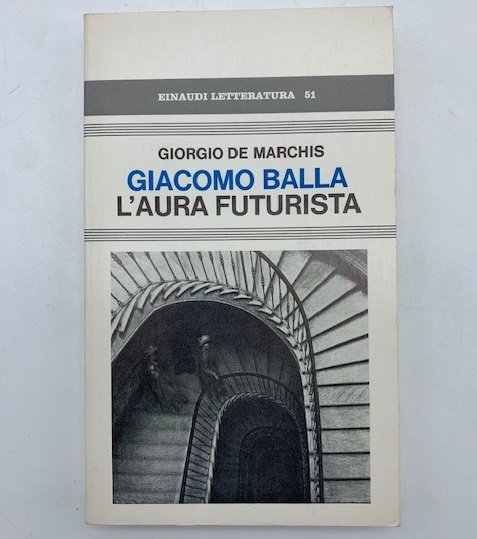 EINAUDI LETTERATURA 51
GIORGIO DE MARCHIS
GIACOMO BALLA
L'AURA FUTURISTA